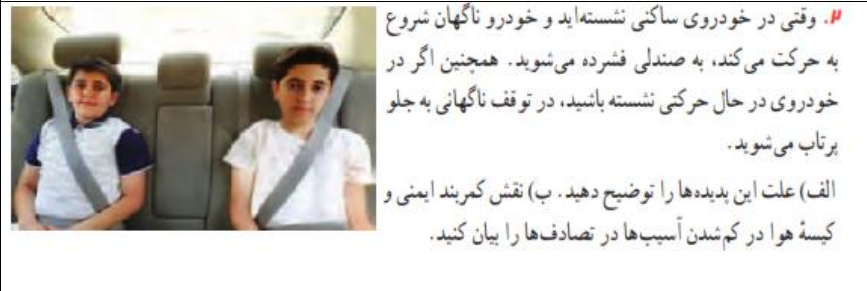 ۲. وقتی در خودروی ساکنی نشسته‌اید و خودرو ناگهان شروع
به حرکت می‌کند، به صندلی فشرده می‌شوید. همچنین اگر در
خودروی در حال حرکتی نشسته باشید، در توقف ناگهانی به جلو
پرتاب می‌شوید.
الف) علت این پدیده‌ها را توضیح دهید. ب) نقش کمربند ایمنی و
کیسهٔ هوا در کم‌شدن آسیب‌ها در تصادف‌ها را بیان کنید.